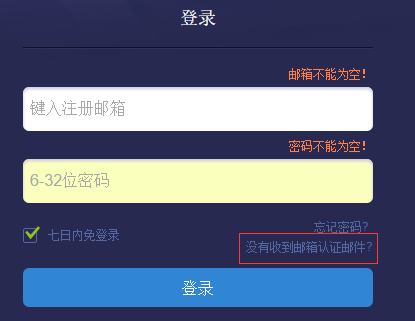 登录
邮箱不能为空！
键入注册邮箱
密码不能为空！
6-32位密码
七日内免登录
忘记密码？
没有收到邮箱认证邮件？
登录